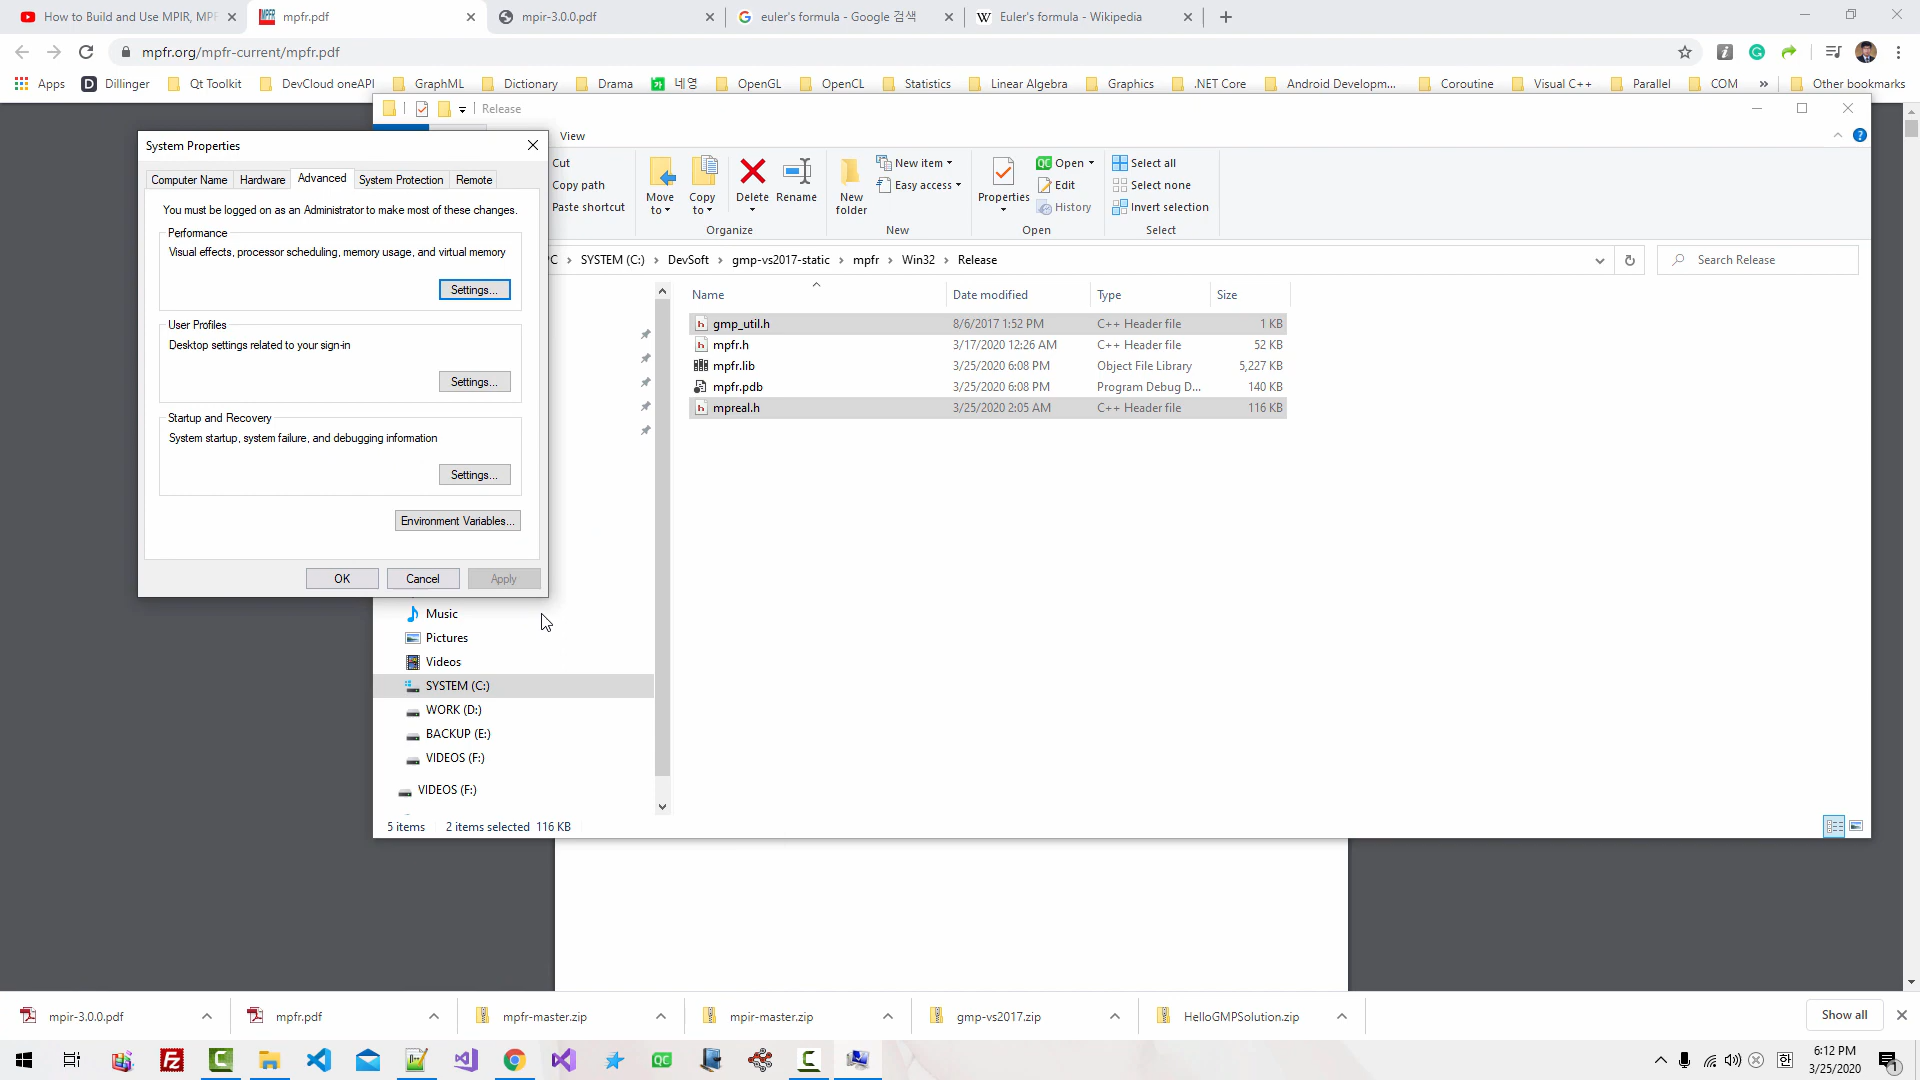 How to Build and Use MPIR, MPF
mpfr.pdf
mpir-3.0.0.pdf
euler's formula - Google 검색
Euler's formula - Wikipedia
mpfr.org/mpfr-current/mpfr.pdf
Apps
Dillinger
Qt Toolkit
DevCloud oneAPI
GraphML
Dictionary
Drama
네영
OpenGL
OpenCL
Statistics
Linear Algebra
Graphics
.NET Core
Android Developm...
Coroutine
Visual C++
Parallel
COM
Other bookmarks
Release
View
Cut
Copy path
Paste shortcut
Move to
Copy to
Delete
Rename
Organize
New folder
New item
Easy access
New
Properties
Open
Edit
History
Open
Select all
Select none
Invert selection
Select
PC > SYSTEM (C:) > DevSoft > gmp-vs2017-static > mpfr > Win32 > Release
Search Release
Name Date modified Type Size
gmp_util.h 8/6/2017 1:52 PM C++ Header file 1 KB
mpfr.h 3/17/2020 12:26 AM C++ Header file 52 KB
mpfr.lib 3/25/2020 6:08 PM Object File Library 5,227 KB
mpfr.pdb 3/25/2020 6:08 PM Program Debug D... 140 KB
mpreal.h 3/25/2020 2:05 AM C++ Header file 116 KB
System Properties
Computer Name Hardware Advanced System Protection Remote
You must be logged on as an Administrator to make most of these changes.
Performance
Visual effects, processor scheduling, memory usage, and virtual memory
Settings...
User Profiles
Desktop settings related to your sign-in
Settings...
Startup and Recovery
System startup, system failure, and debugging information
Settings...
Environment Variables...
OK Cancel Apply
Music
Pictures
Videos
SYSTEM (C:)
WORK (D:)
BACKUP (E:)
VIDEOS (F:)
VIDEOS (F:)
5 items 2 items selected 116 KB
mpir-3.0.0.pdf
mpfr.pdf
mpfr-master.zip
mpir-master.zip
gmp-vs2017.zip
HelloGMPSolution.zip
Show all
한
6:12 PM
3/25/2020
1